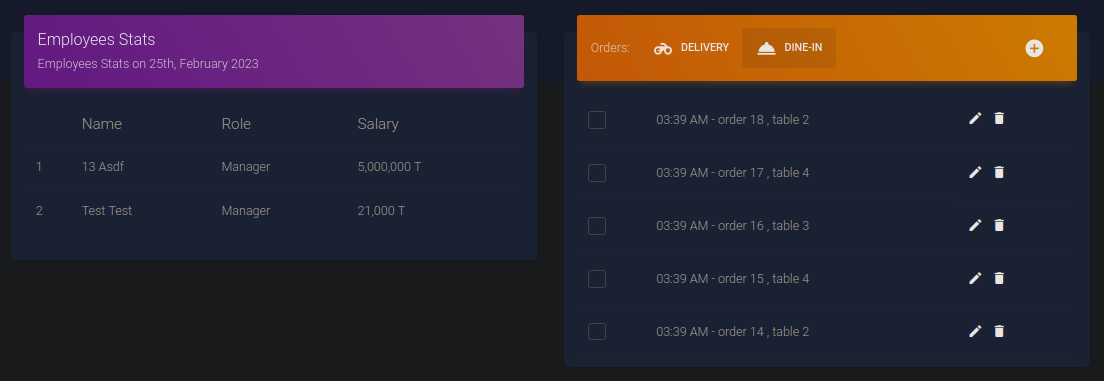 Employees Stats
Employees Stats on 25th, February 2023
Name Role Salary
1 13 Asdf Manager 5,000,000 T
2 Test Test Manager 21,000 T
Orders: DELIVERY DINE-IN
03:39 AM - order 18 , table 2
03:39 AM - order 17 , table 4
03:39 AM - order 16 , table 3
03:39 AM - order 15 , table 4
03:39 AM - order 14 , table 2